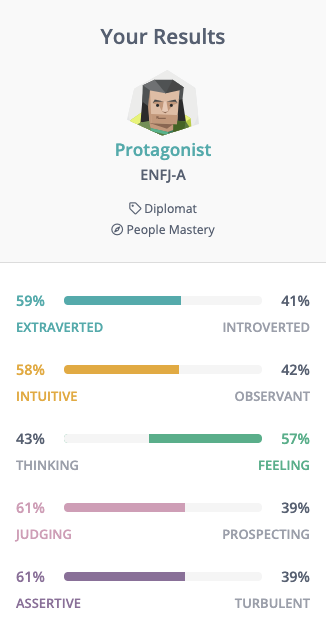 Your Results
Protagonist
ENFJ-A
Diplomat
People Mastery
59% 41%
EXTRAVERTED INTROVERTED
58% 42%
INTUITIVE OBSERVANT
43% 57%
THINKING FEELING
61% 39%
JUDGING PROSPECTING
61% 39%
ASSERTIVE TURBULENT